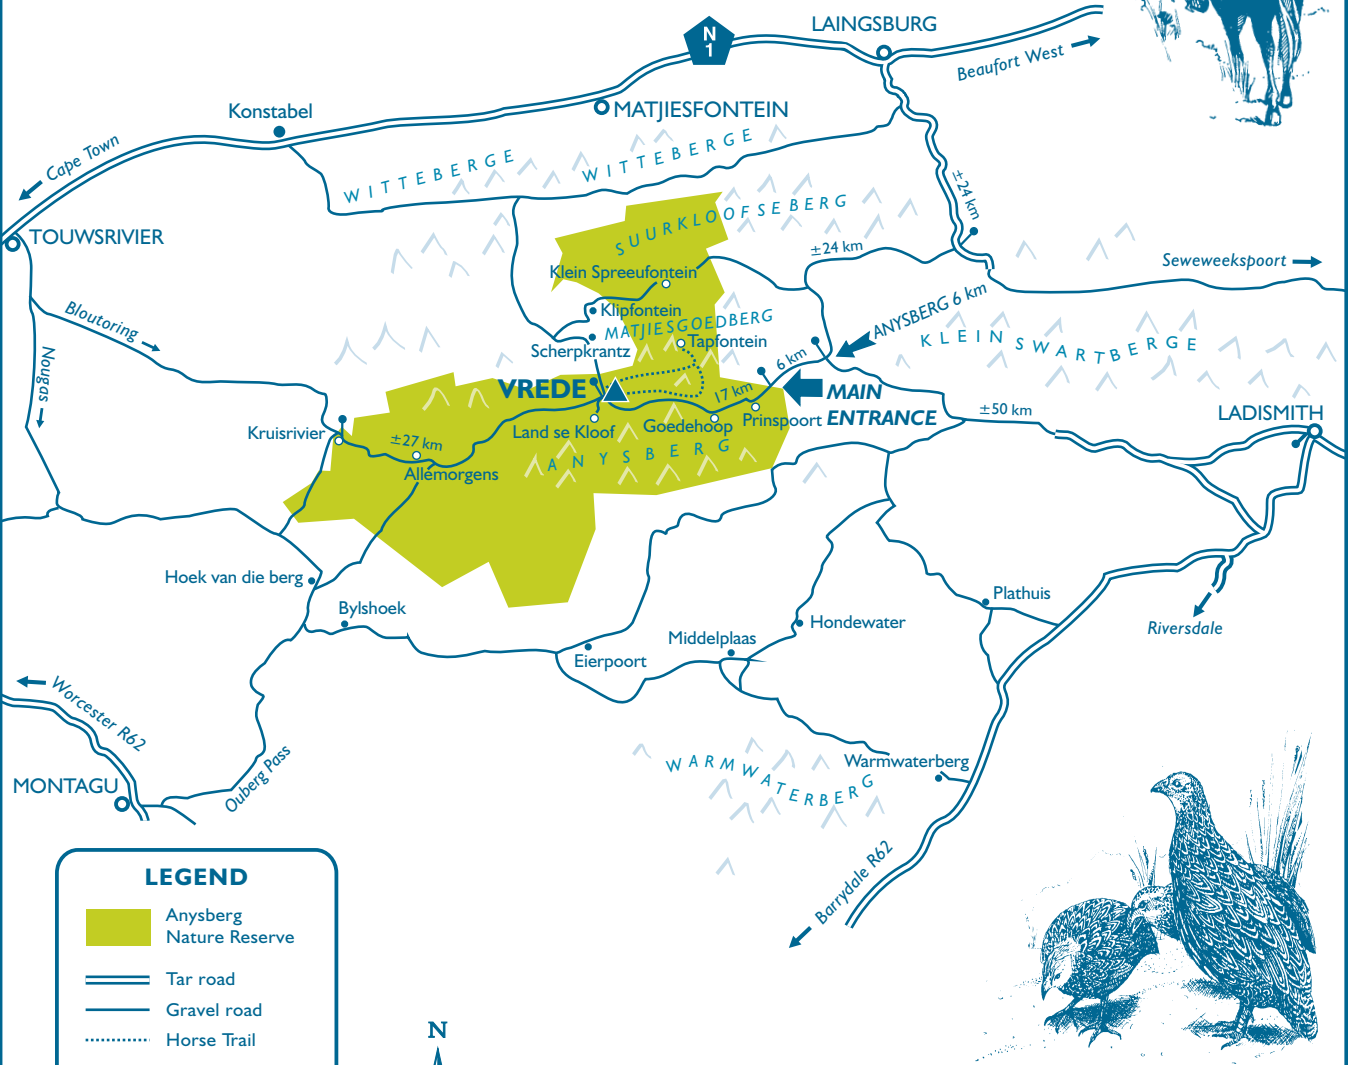 LAINGSBURG
N
1
Beaufort West
Konstabel
MATJIESFONTEIN
Cape Town
WITTEBERGE
WITTEBERGE
±24 km
SUURKLOOFSEBERG
TOUWSRIVIER
±24 km
Seweweekspoort
Klein Spreeufontein
ANYSBERG 6 km
Bloutoring
Klipfontein
MATJIESGOEDBERG
KLEIN SWARTBERGE
Nougas
Scherpkrantz
Tapfontein
6 km
VREDE
17 km
MAIN
ENTRANCE
±50 km
LADISMITH
Kruisrivier
±27 km
Land se Kloof
Goedehoop
Prinspoort
Allemorgens
ANYSBERG
Hoek van die berg
Bylshoek
Plathuis
Hondewater
Riversdale
Middelplaas
Eierpoort
Worcester R62
WARMWATERBERG
Warmwaterberg
MONTAGU
Ouberg Pass
Barrydale R62
LEGEND
Anysberg
Nature Reserve
Tar road
Gravel road
Horse Trail
N